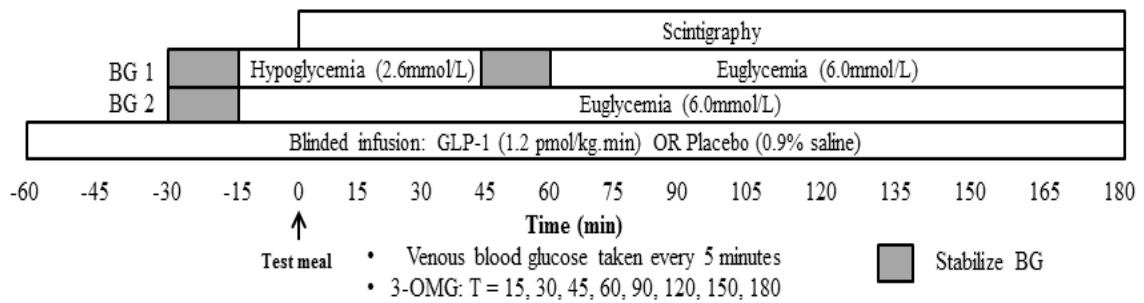 Scintigraphy
BG 1 Hypoglycemia (2.6mmol/L) Euglycemia (6.0mmol/L)
BG 2 Euglycemia (6.0mmol/L)
Blinded infusion: GLP-1 (1.2 pmol/kg.min) OR Placebo (0.9% saline)
-60 -45 -30 -15 0 15 30 45 60 75 90 105 120 135 150 165 180
Time (min)
Test meal
• Venous blood glucose taken every 5 minutes
• 3-OMG: T = 15, 30, 45, 60, 90, 120, 150, 180
Stabilize BG